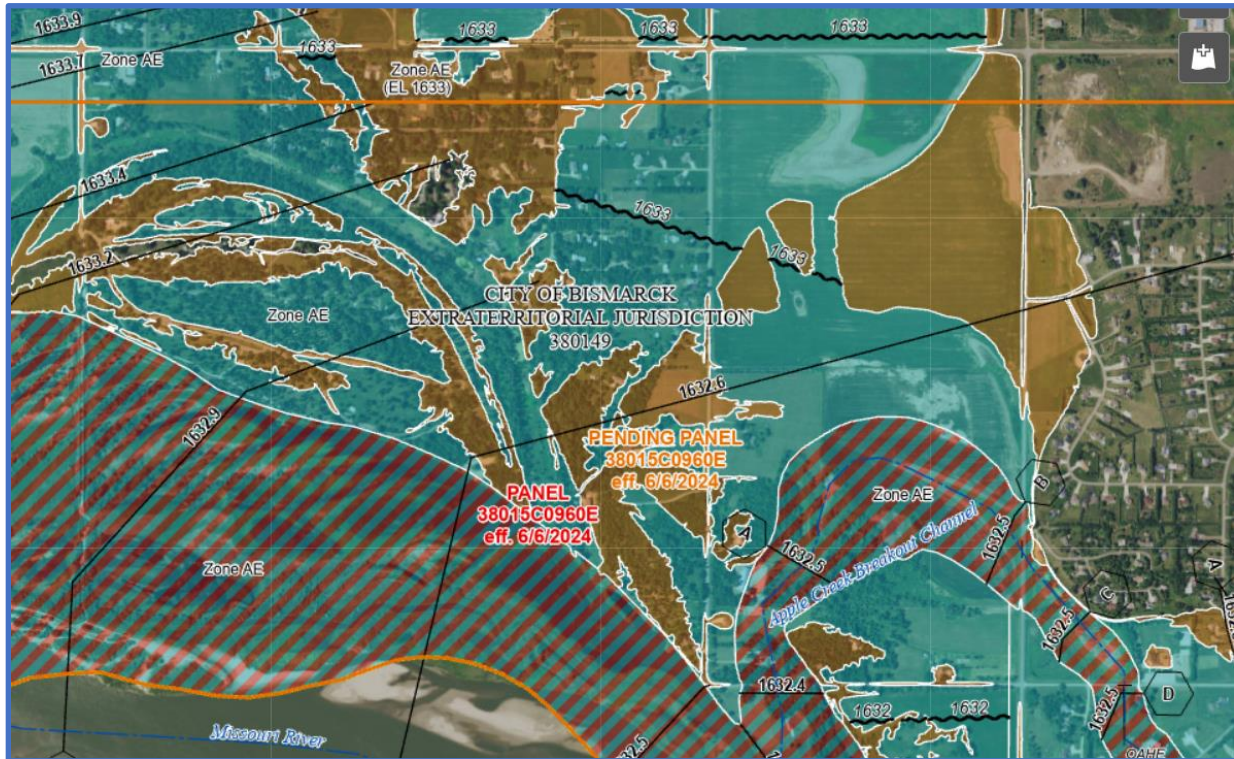 1633.9
1633
1633
1633
1633
Zone AE
1633.7
Zone AE
(EL 1633)
1633.4
1633
1633
1633.2
CITY OF BISMARCK
EXTRATERRITORIAL JURISDICTION
380149
Zone AE
1632.6
1632.9
PENDING PANEL
38015C0960E
eff. 6/6/2024
PANEL
38015C0960E
eff. 6/6/2024
Zone AE
B
A
1632.5
1632.5
Apple Creek Breakout Channel
A
C
Zone AE
1632.5
1632.4
1632.5
D
1632
1632
Missouri River
OAHE